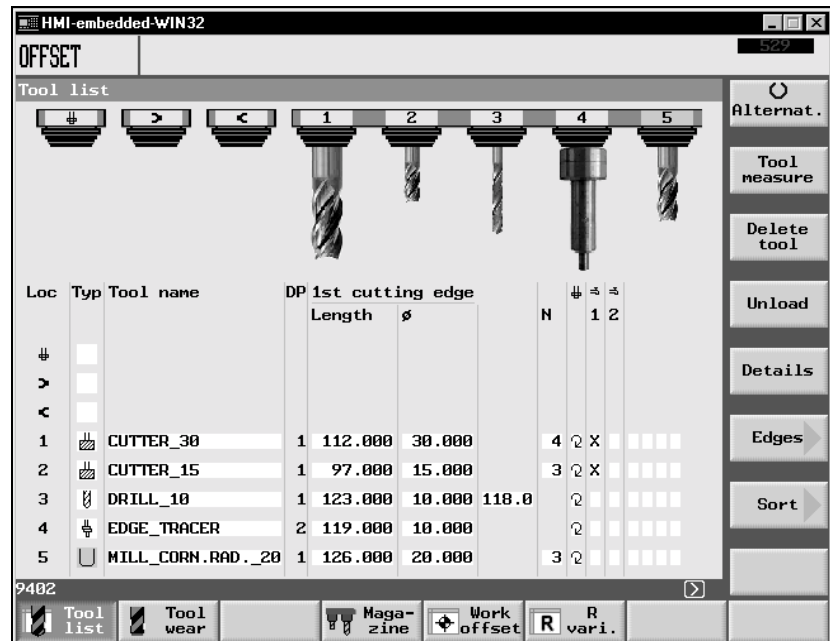 HMI-embedded-WIN32
OFFSET
529
Tool list
1 2 3 4 5
Loc Typ Tool name DP 1st cutting edge
Length ø N 1 2
1 CUTTER_30 1 112.000 30.000 4 X
2 CUTTER_15 1 97.000 15.000 3 X
3 DRILL_10 1 123.000 10.000 118.0
4 EDGE_TRACER 2 119.000 10.000
5 MILL_CORN.RAD._20 1 126.000 20.000 3
9402
Alternat.
Tool
measure
Delete
tool
Unload
Details
Edges
Sort
Tool
list
Tool
wear
Maga-
zine
Work
offset
R
R
vari.